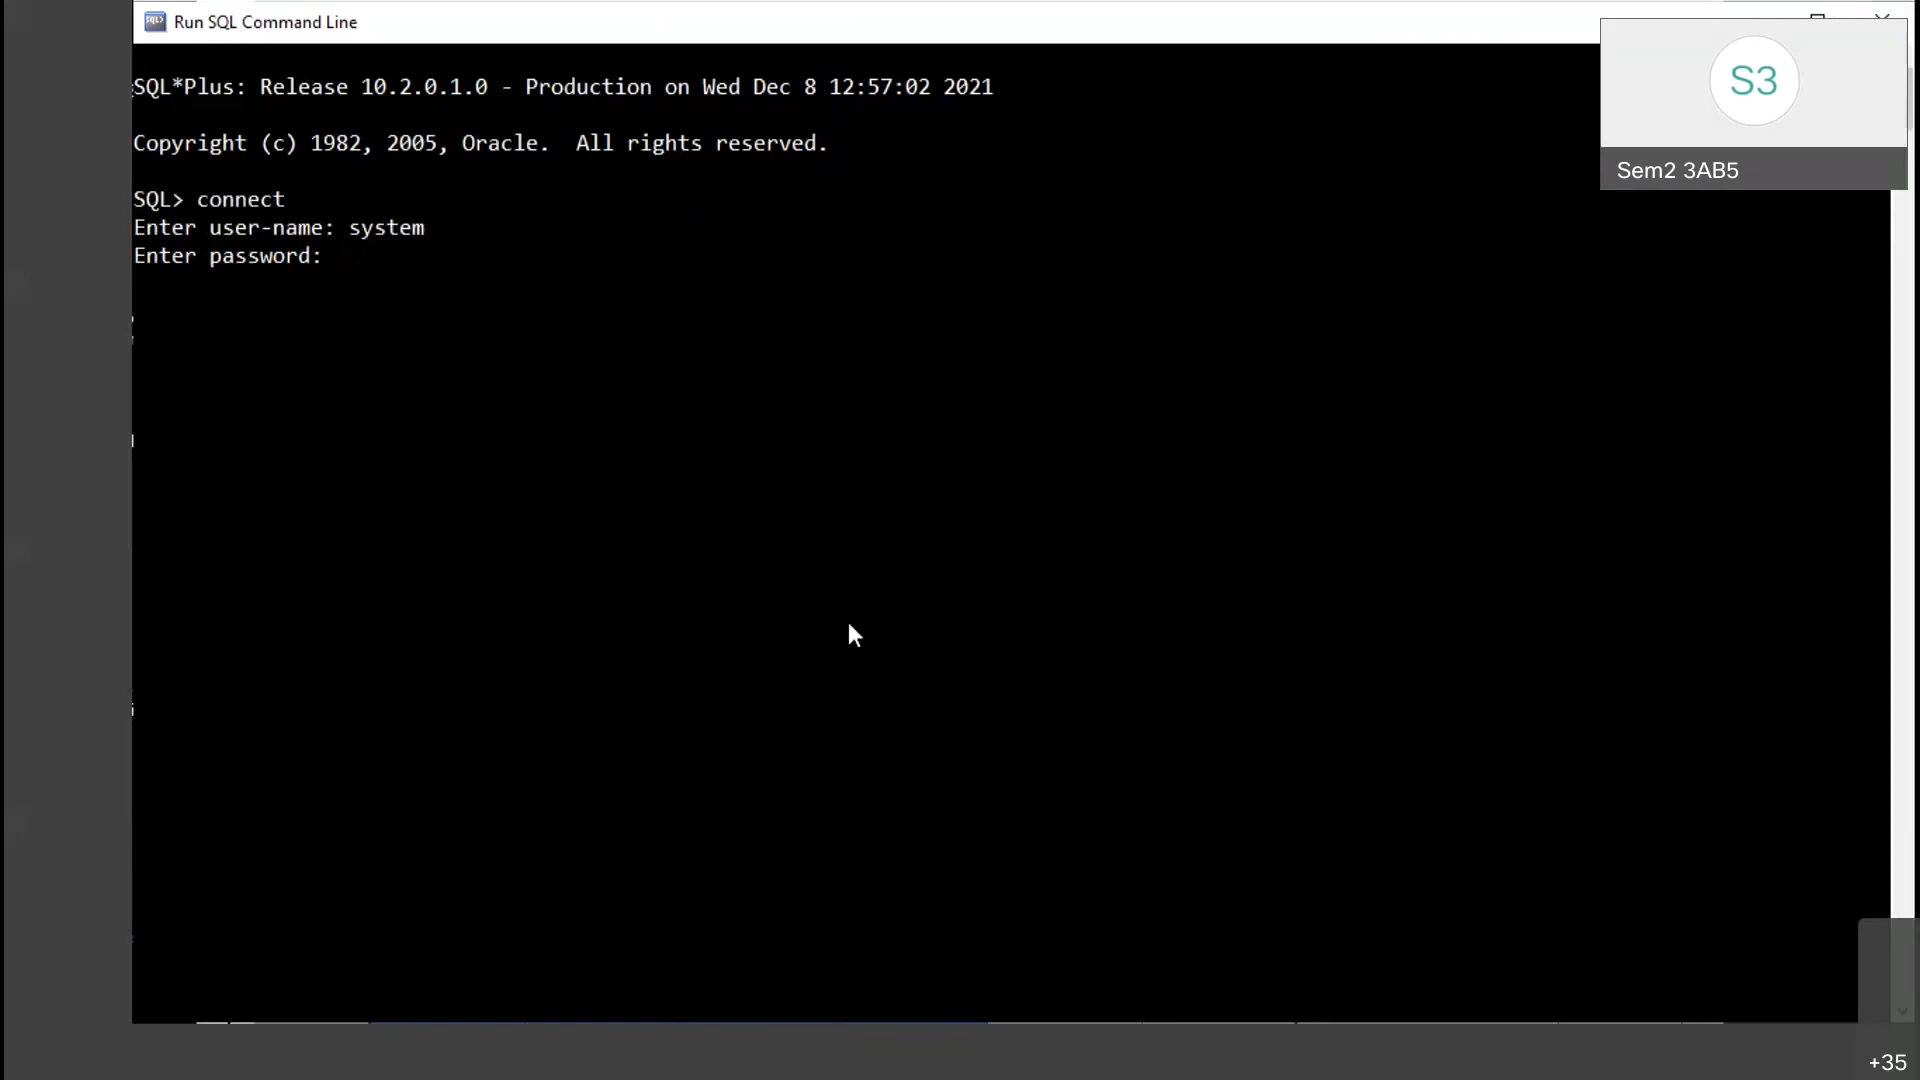 Run SQL Command Line
SQL*Plus: Release 10.2.0.1.0 - Production on Wed Dec 8 12:57:02 2021
Copyright (c) 1982, 2005, Oracle.  All rights reserved.
SQL> connect
Enter user-name: system
Enter password:
S3
Sem2 3AB5
+35